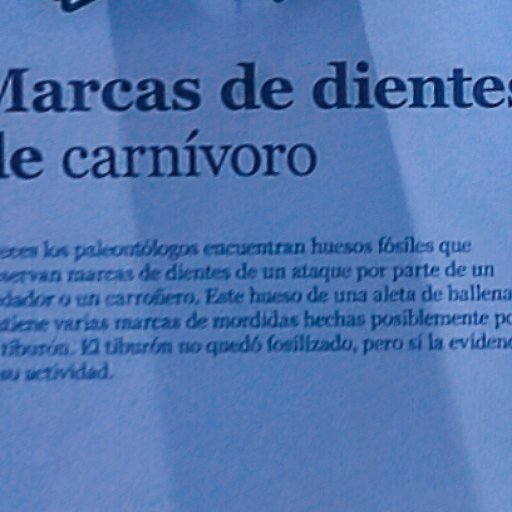 Marcas de dientes
de carnívoro
eces los paleontólogos encuentran huesos fósiles que
servan marcas de dientes de un ataque por parte de un
dador o un carroñero. Este hueso de una aleta de ballena
tiene varias marcas de mordidas hechas posiblemente po
tiburón. El tiburón no quedó fosilizado, pero sí la evidenc
su actividad.